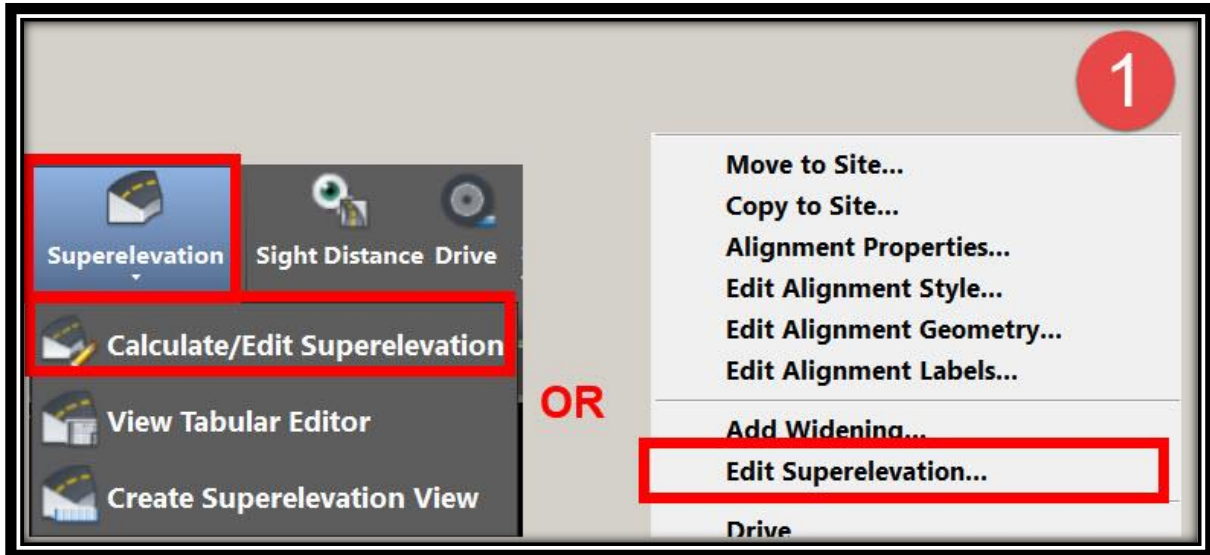 1
Superelevation
Sight Distance
Drive
Calculate/Edit Superelevation
View Tabular Editor
Create Superelevation View
OR
Move to Site...
Copy to Site...
Alignment Properties...
Edit Alignment Style...
Edit Alignment Geometry...
Edit Alignment Labels...
Add Widening...
Edit Superelevation...
Drive